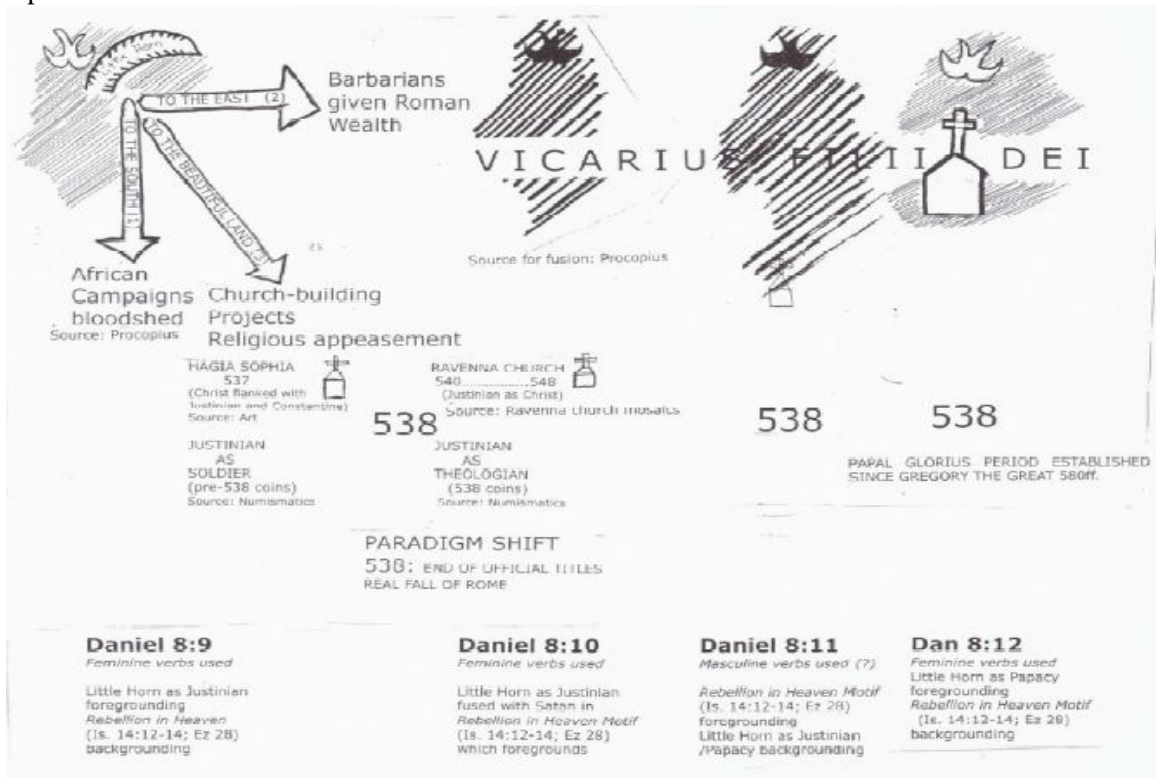 Horn
TO THE EAST (2)
TO THE SOUTH (1)
TO THE BEAUTIFUL LAND (3)
Barbarians
given Roman
Wealth
African
Campaigns
bloodshed
Source: Procopius
Church-building
Projects
Religious appeasement
VICARIUS FILII DEI
Source for fusion: Procopius
HAGIA SOPHIA
537
(Christ flanked with
Justinian and Constantine)
Source: Art
RAVENNA CHURCH
540...............548
(Justinian as Christ)
Source: Ravenna church mosaics
538
JUSTINIAN
AS
SOLDIER
(pre-538 coins)
Source: Numismatics
JUSTINIAN
AS
THEOLOGIAN
(538 coins)
Source: Numismatics
538
538
PAPAL GLORIUS PERIOD ESTABLISHED
SINCE GREGORY THE GREAT 580ff.
PARADIGM SHIFT
538: END OF OFFICIAL TITLES
REAL FALL OF ROME
Daniel 8:9
Feminine verbs used
Little Horn as Justinian
foregrounding
Rebellion in Heaven
(Is. 14:12-14; Ez 28)
backgrounding
Daniel 8:10
Feminine verbs used
Little Horn as Justinian
fused with Satan in
Rebellion in Heaven Motif
(Is. 14:12-14; Ez 28)
which foregrounds
Daniel 8:11
Masculine verbs used (?)
Rebellion in Heaven Motif
(Is. 14:12-14; Ez 28)
foregrounding
Little Horn as Justinian
/Papacy backgrounding
Dan 8:12
Feminine verbs used
Little Horn as Papacy
foregrounding
Rebellion in Heaven Motif
(Is. 14:12-14; Ez 28)
backgrounding